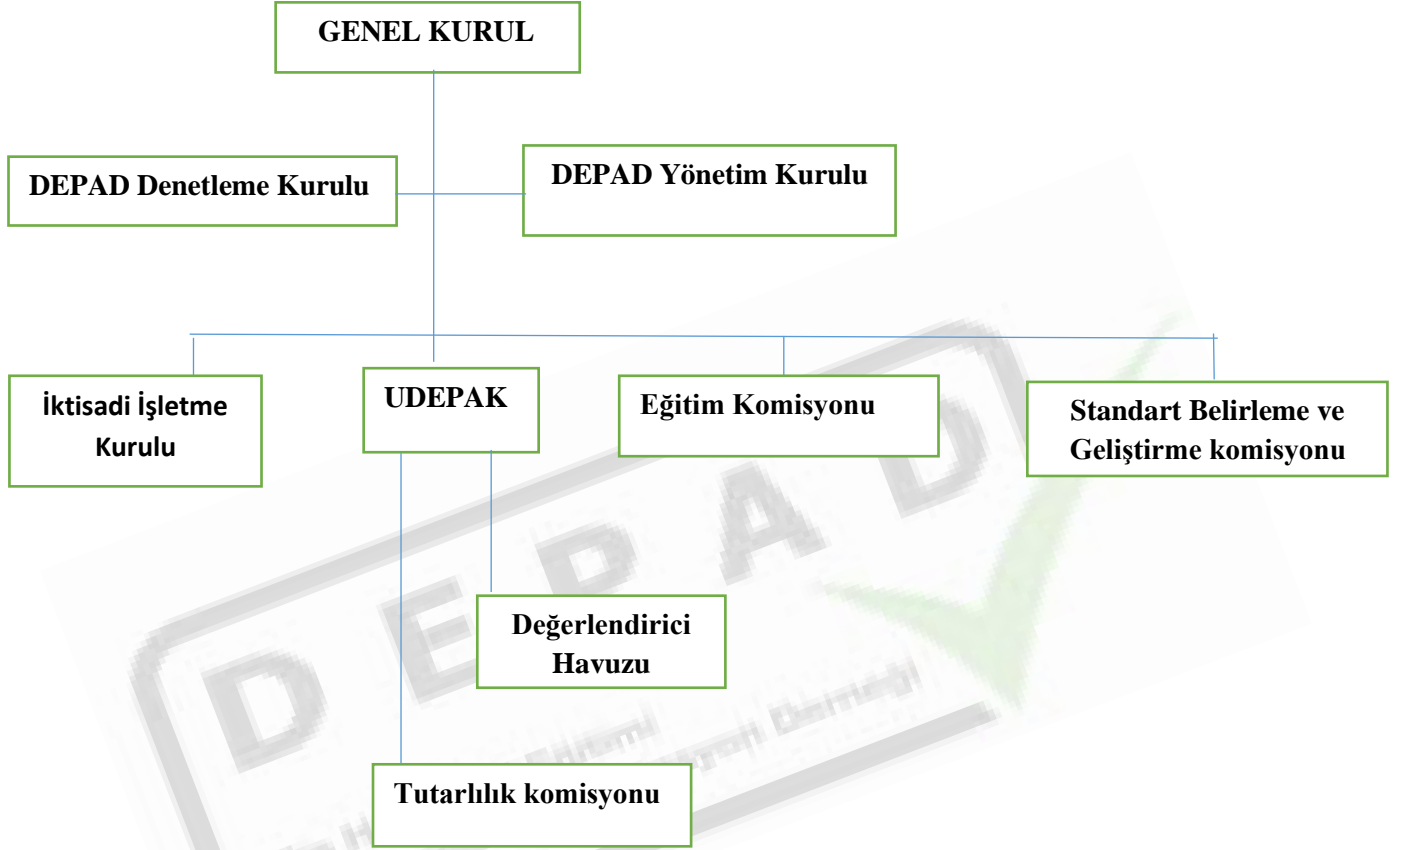 GENEL KURUL
DEPAD Denetleme Kurulu
DEPAD Yönetim Kurulu
İktisadi İşletme
Kurulu
UDEPAK
Eğitim Komisyonu
Standart Belirleme ve
Geliştirme komisyonu
Değerlendirici
Havuzu
Tutarlılık komisyonu
DEPAD
Derneği